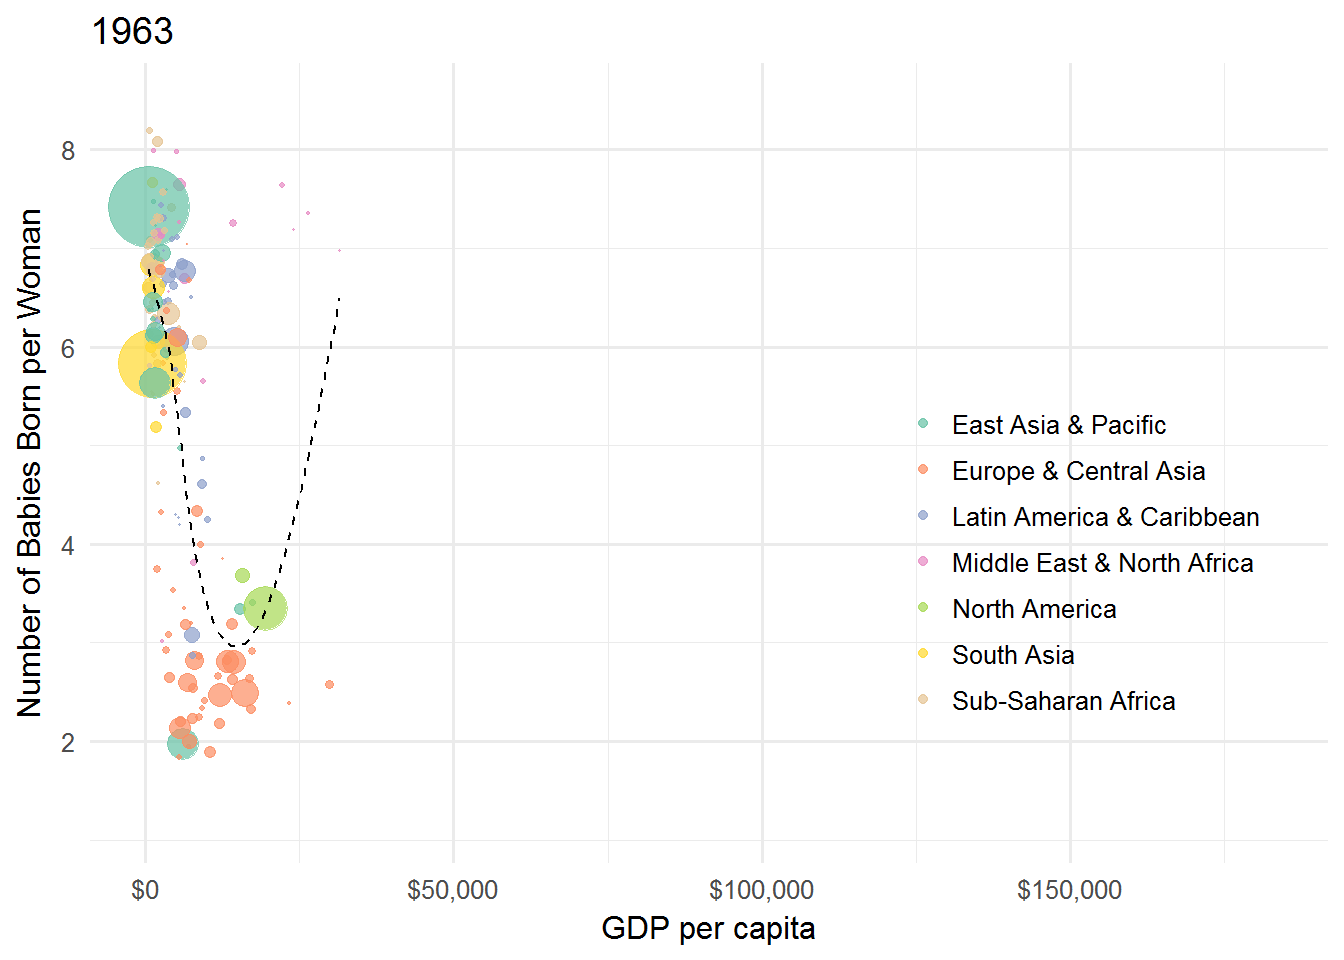 1963
Number of Babies Born per Woman
8
6
4
2
East Asia & Pacific
Europe & Central Asia
Latin America & Caribbean
Middle East & North Africa
North America
South Asia
Sub-Saharan Africa
$0 $50,000 $100,000 $150,000
GDP per capita